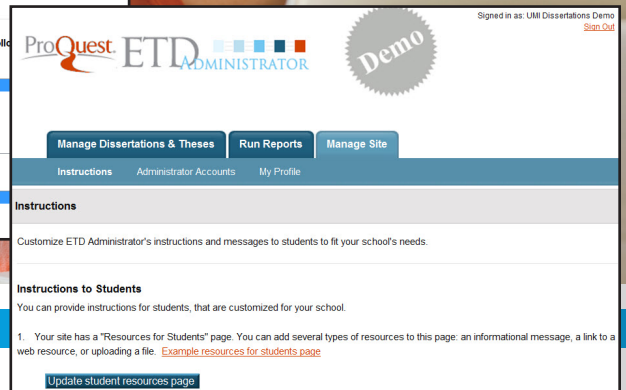 Signed in as: UMI Dissertations Demo
Sign Out
ProQuest ETD ADMINISTRATOR
Demo
Manage Dissertations & Theses Run Reports Manage Site
Instructions Administrator Accounts My Profile
Instructions
Customize ETD Administrator's instructions and messages to students to fit your school's needs.
Instructions to Students
You can provide instructions for students, that are customized for your school.
1. Your site has a "Resources for Students" page. You can add several types of resources to this page: an informational message, a link to a
web resource, or uploading a file. Example resources for students page
Update student resources page